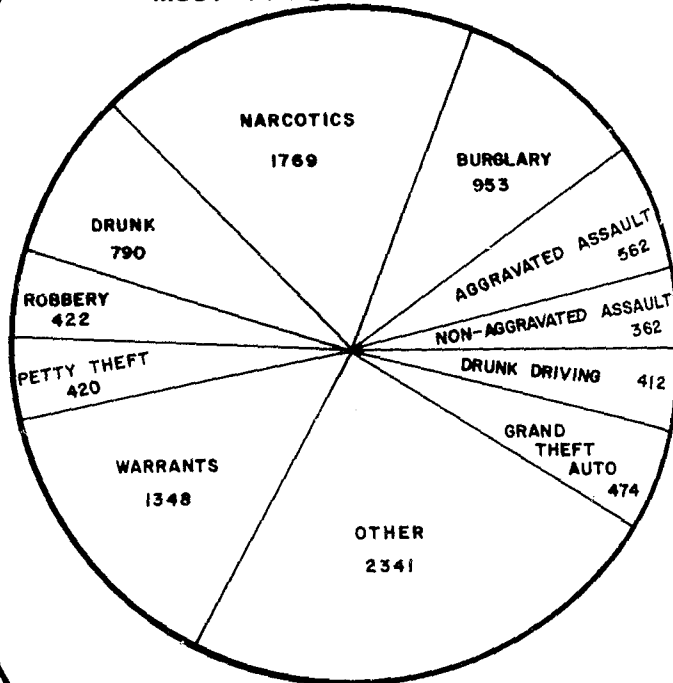 NARCOTICS
1769
BURGLARY
953
AGGRAVATED ASSAULT
562
NON-AGGRAVATED ASSAULT
362
DRUNK DRIVING 412
GRAND
THEFT
AUTO
474
OTHER
2341
WARRANTS
1348
PETTY THEFT
420
ROBBERY
422
DRUNK
790